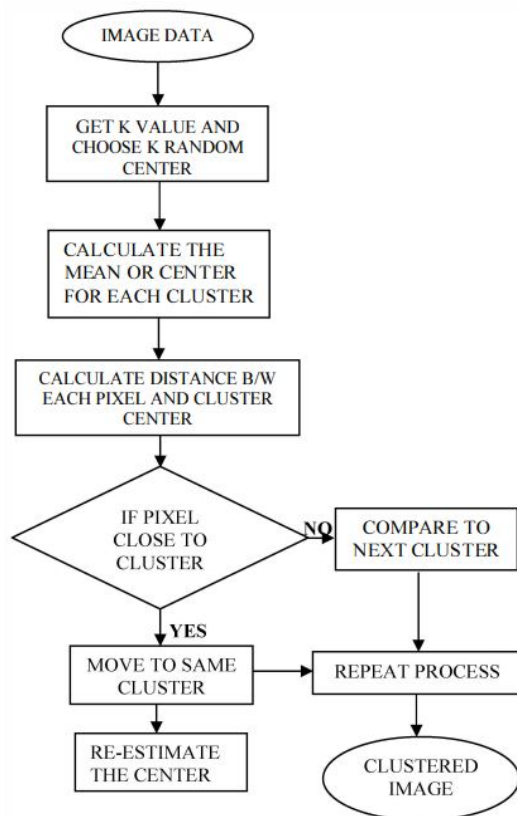 IMAGE DATA
GET K VALUE AND
CHOOSE K RANDOM
CENTER
CALCULATE THE
MEAN OR CENTER
FOR EACH CLUSTER
CALCULATE DISTANCE B/W
EACH PIXEL AND CLUSTER
CENTER
IF PIXEL
CLOSE TO
CLUSTER
NO
COMPARE TO
NEXT CLUSTER
YES
MOVE TO SAME
CLUSTER
REPEAT PROCESS
RE-ESTIMATE
THE CENTER
CLUSTERED
IMAGE